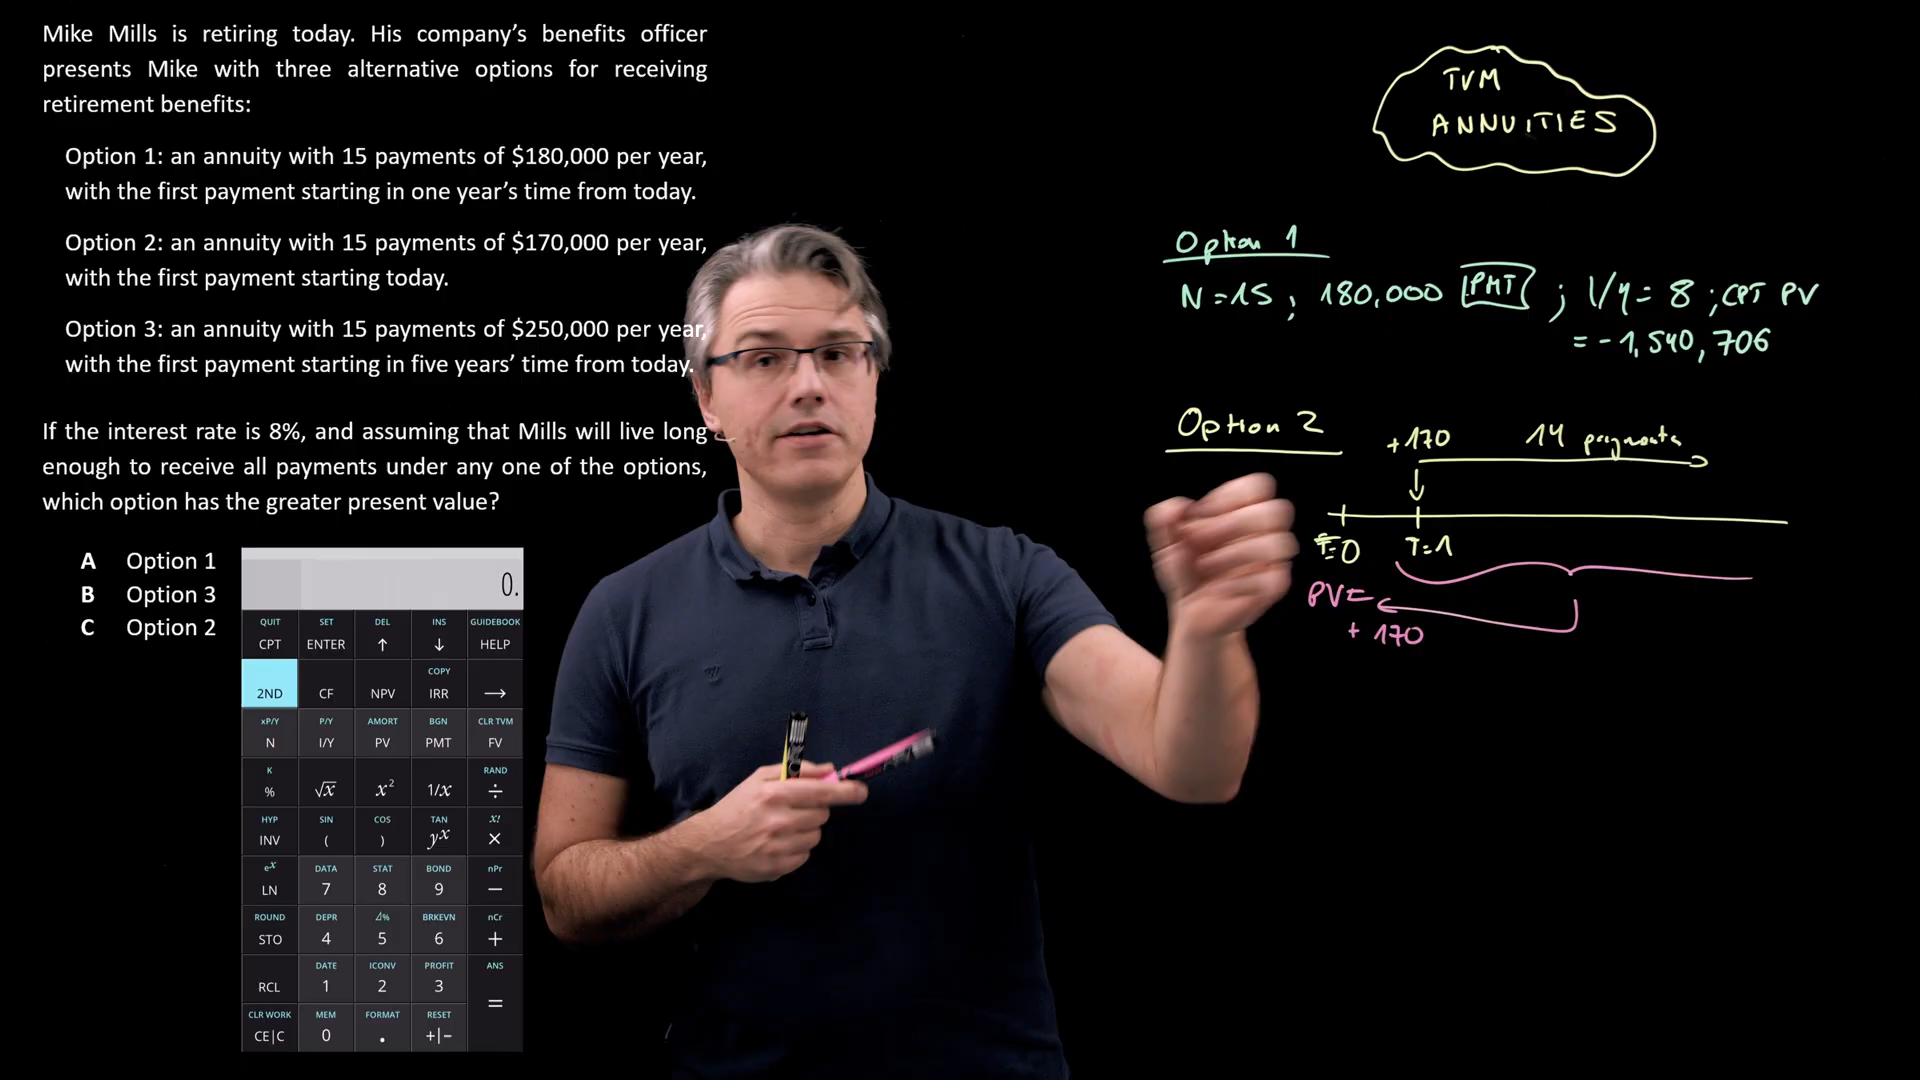 Mike Mills is retiring today. His company's benefits officer
presents Mike with three alternative options for receiving
retirement benefits:
Option 1: an annuity with 15 payments of $180,000 per year,
with the first payment starting in one year's time from today.
Option 2: an annuity with 15 payments of $170,000 per year,
with the first payment starting today.
Option 3: an annuity with 15 payments of $250,000 per year,
with the first payment starting in five years' time from today.
If the interest rate is 8%, and assuming that Mills will live long
enough to receive all payments under any one of the options,
which option has the greater present value?
A Option 1
B Option 3
C Option 2
0.
QUIT SET DEL INS GUIDEBOOK
CPT ENTER ↑ ↓ HELP
COPY
2ND CF NPV IRR →
xP/Y P/Y AMORT BGN CLR TVM
N I/Y PV PMT FV
K RAND
% √x x² 1/x ÷
HYP SIN COS TAN x!
INV ( ) yˣ ×
eˣ DATA STAT BOND nPr
LN 7 8 9 −
ROUND DEPR Δ% BRKEVN nCr
STO 4 5 6 +
DATE ICONV PROFIT ANS
RCL 1 2 3 =
CLR WORK MEM FORMAT RESET
CE|C 0 . +|−
TVM
ANNUITIES
Option 1
N = 15 ; 180,000 PMT ; I/Y = 8 ; CPT PV
= -1,540,706
Option 2
+170 14 payments
T=0 T=1
PV=
+ 170